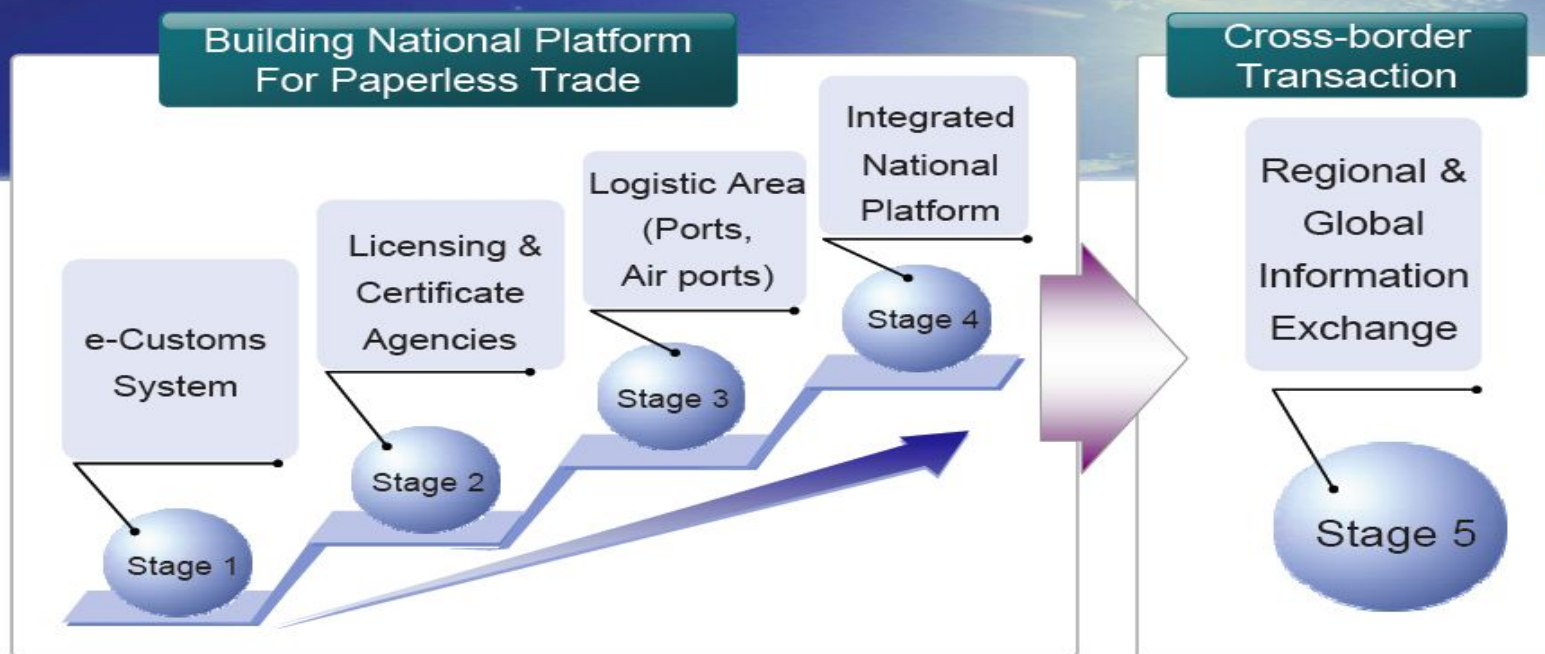 Building National Platform
For Paperless Trade
e-Customs
System
Stage 1
Licensing &
Certificate
Agencies
Stage 2
Logistic Area
(Ports,
Air ports)
Stage 3
Integrated
National
Platform
Stage 4
Cross-border
Transaction
Regional &
Global
Information
Exchange
Stage 5